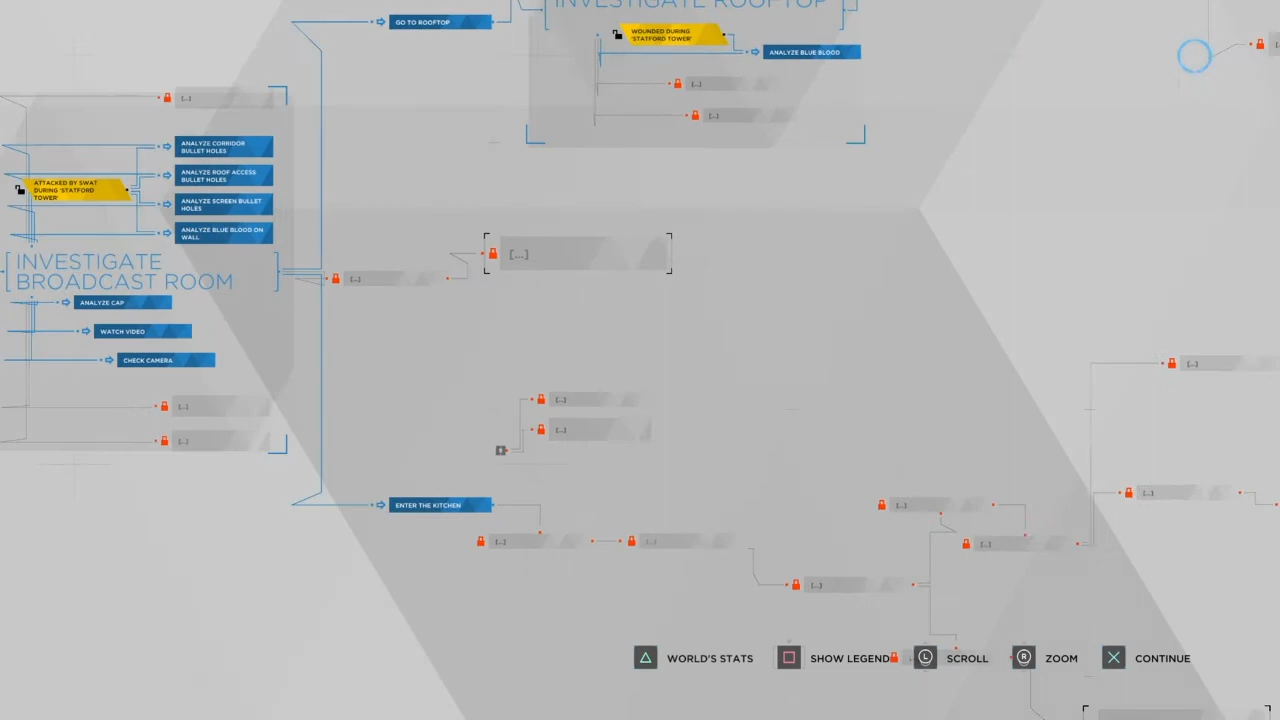 INVESTIGATE ROOFTOP
GO TO ROOFTOP
WOUNDED DURING
'STATFORD TOWER'
ANALYZE BLUE BLOOD
[...]
[...]
[...]
[...]
ANALYZE CORRIDOR
BULLET HOLES
ANALYZE ROOF ACCESS
BULLET HOLES
ATTACKED BY SWAT
DURING 'STATFORD
TOWER'
ANALYZE SCREEN BULLET
HOLES
ANALYZE BLUE BLOOD ON
WALL
INVESTIGATE
BROADCAST ROOM
[...]
[...]
ANALYZE CAP
WATCH VIDEO
CHECK CAMERA
[...]
[...]
[...]
[...]
[...]
[...]
ENTER THE KITCHEN
[...]
[...]
[...]
[...]
[...]
L
R
WORLD'S STATS
SHOW LEGEND
SCROLL
ZOOM
CONTINUE